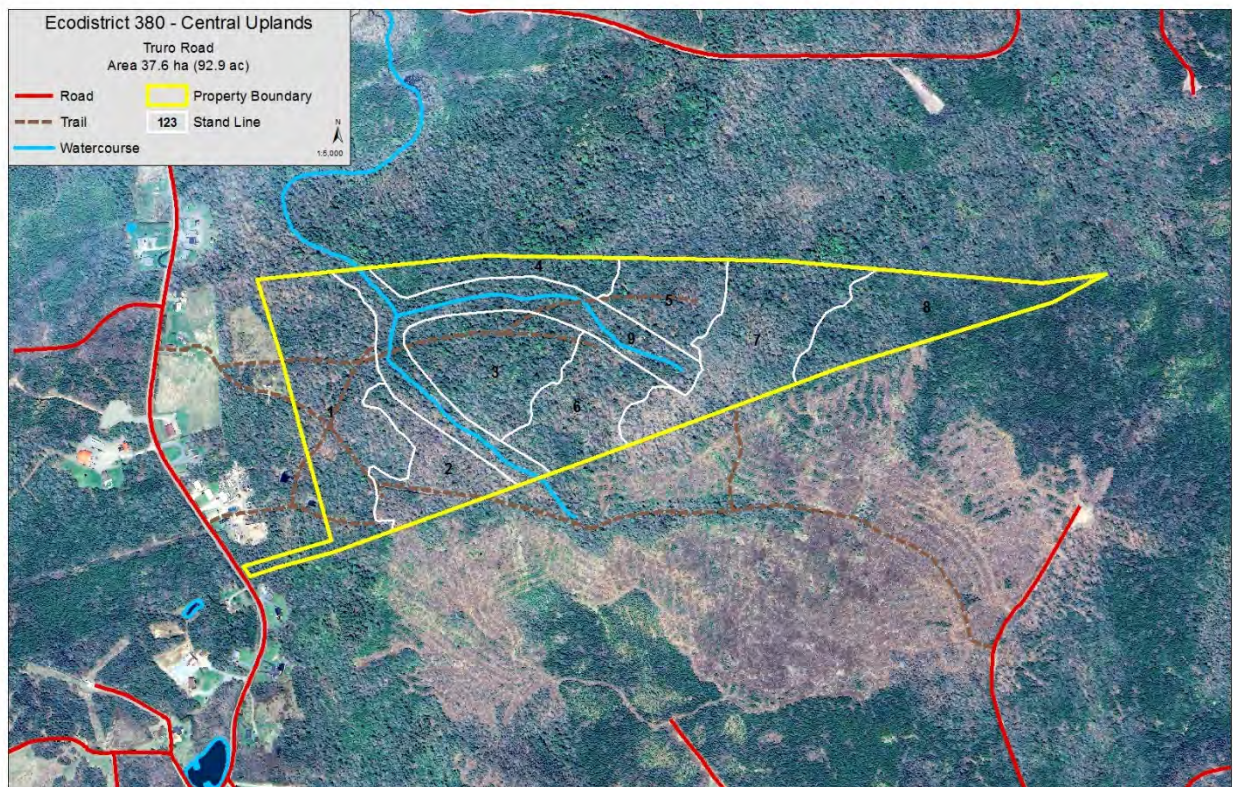 Ecodistrict 380 - Central Uplands
Truro Road
Area 37.6 ha (92.9 ac)
Road
Property Boundary
Trail
123
Stand Line
Watercourse
N
1:5,000
4
5
8
9
7
3
6
1
2